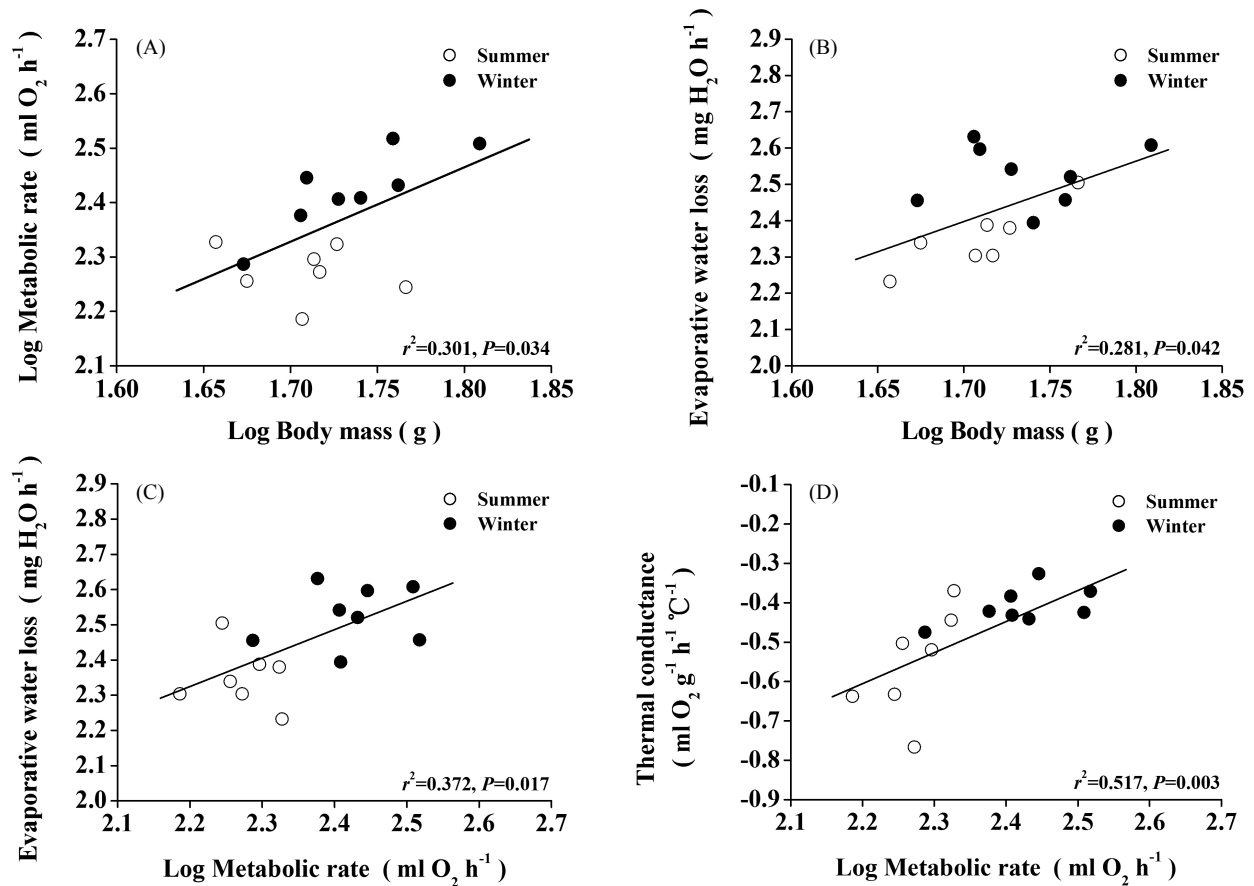 (A)
Summer
Winter
2.7
2.6
2.5
2.4
2.3
2.2
2.1
1.60 1.65 1.70 1.75 1.80 1.85
Log Metabolic rate ( ml O₂ h⁻¹ )
Log Body mass ( g )
r²=0.301, P=0.034
(B)
Summer
Winter
2.9
2.8
2.7
2.6
2.5
2.4
2.3
2.2
2.1
2.0
1.60 1.65 1.70 1.75 1.80 1.85
Evaporative water loss ( mg H₂O h⁻¹ )
Log Body mass ( g )
r²=0.281, P=0.042
(C)
Summer
Winter
2.9
2.8
2.7
2.6
2.5
2.4
2.3
2.2
2.1
2.0
2.1 2.2 2.3 2.4 2.5 2.6 2.7
Evaporative water loss ( mg H₂O h⁻¹ )
Log Metabolic rate ( ml O₂ h⁻¹ )
r²=0.372, P=0.017
(D)
Summer
Winter
-0.1
-0.2
-0.3
-0.4
-0.5
-0.6
-0.7
-0.8
-0.9
2.1 2.2 2.3 2.4 2.5 2.6 2.7
Thermal conductance
( ml O₂ g⁻¹ h⁻¹ ℃⁻¹ )
Log Metabolic rate ( ml O₂ h⁻¹ )
r²=0.517, P=0.003